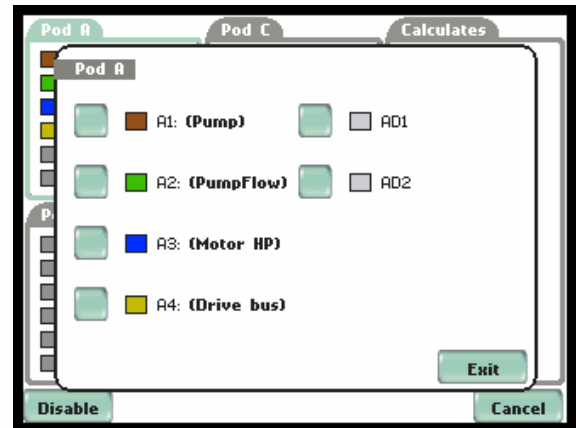 Pod A Pod C Calculates
Pod A
A1: (Pump) AD1
A2: (PumpFlow) AD2
A3: (Motor HP)
A4: (Drive bus)
Exit
Disable Cancel